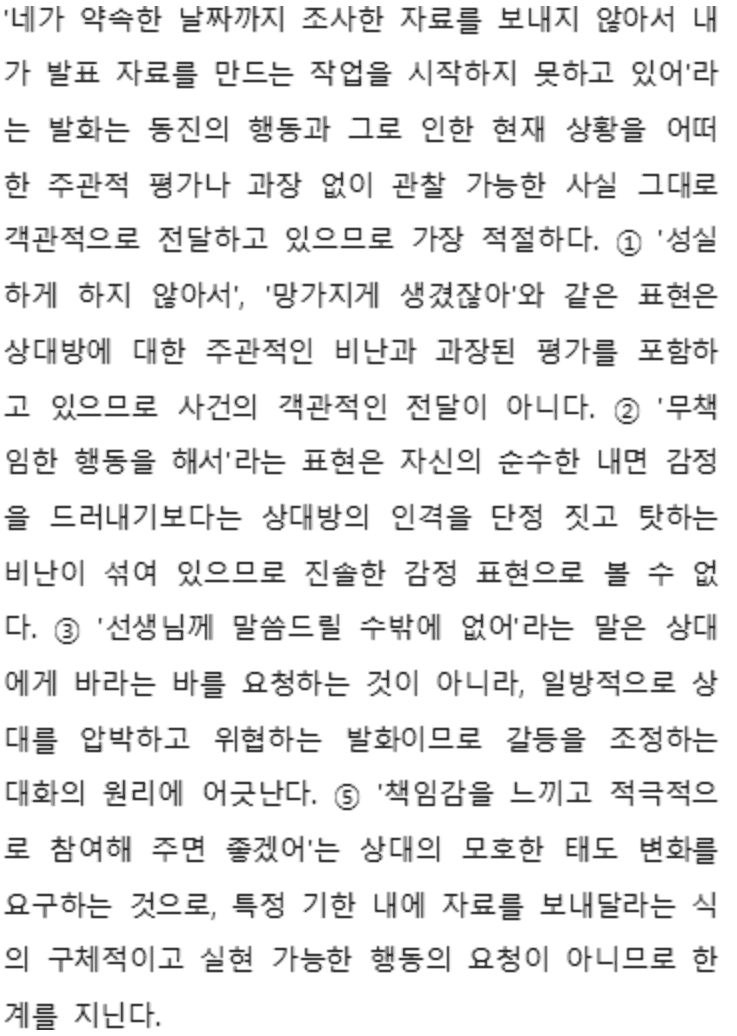 '네가 약속한 날짜까지 조사한 자료를 보내지 않아서 내
가 발표 자료를 만드는 작업을 시작하지 못하고 있어'라
는 발화는 동진의 행동과 그로 인한 현재 상황을 어떠
한 주관적 평가나 과장 없이 관찰 가능한 사실 그대로
객관적으로 전달하고 있으므로 가장 적절하다. ① '성실
하게 하지 않아서', '망가지게 생겼잖아'와 같은 표현은
상대방에 대한 주관적인 비난과 과장된 평가를 포함하
고 있으므로 사건의 객관적인 전달이 아니다. ② '무책
임한 행동을 해서'라는 표현은 자신의 순수한 내면 감정
을 드러내기보다는 상대방의 인격을 단정 짓고 탓하는
비난이 섞여 있으므로 진솔한 감정 표현으로 볼 수 없
다. ③ '선생님께 말씀드릴 수밖에 없어'라는 말은 상대
에게 바라는 바를 요청하는 것이 아니라, 일방적으로 상
대를 압박하고 위협하는 발화이므로 갈등을 조정하는
대화의 원리에 어긋난다. ⑤ '책임감을 느끼고 적극적으
로 참여해 주면 좋겠어'는 상대의 모호한 태도 변화를
요구하는 것으로, 특정 기한 내에 자료를 보내달라는 식
의 구체적이고 실현 가능한 행동의 요청이 아니므로 한
계를 지닌다.